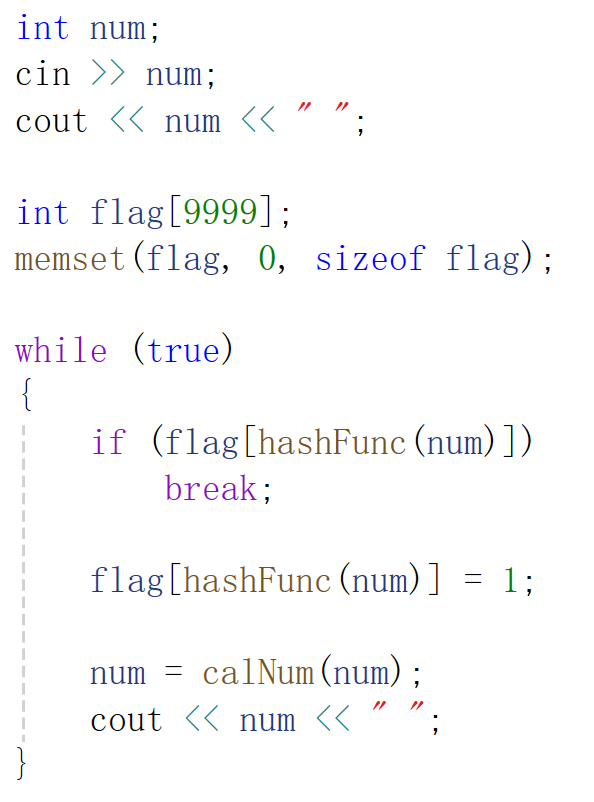 int num;
cin >> num;
cout << num << " ";

int flag[9999];
memset(flag, 0, sizeof flag);

while (true)
{
    if (flag[hashFunc(num)])
        break;

    flag[hashFunc(num)] = 1;

    num = calNum(num);
    cout << num << " ";
}